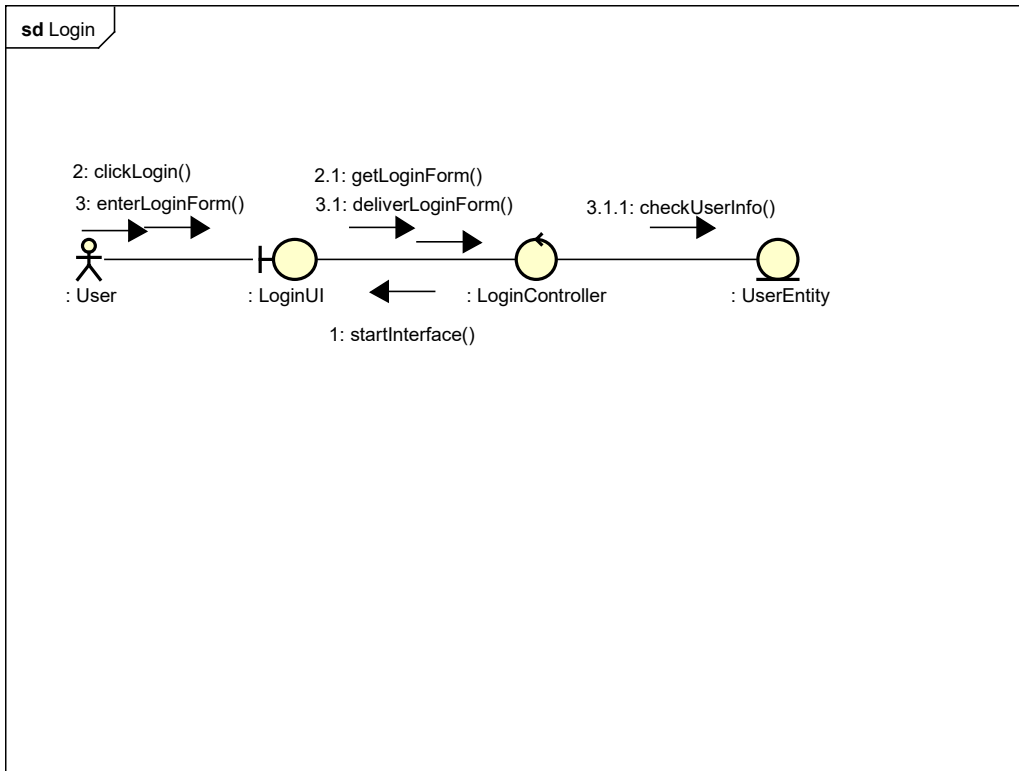 sd Login
2: clickLogin()
3: enterLoginForm()
2.1: getLoginForm()
3.1: deliverLoginForm()
3.1.1: checkUserInfo()
: User
: LoginUI
: LoginController
: UserEntity
1: startInterface()